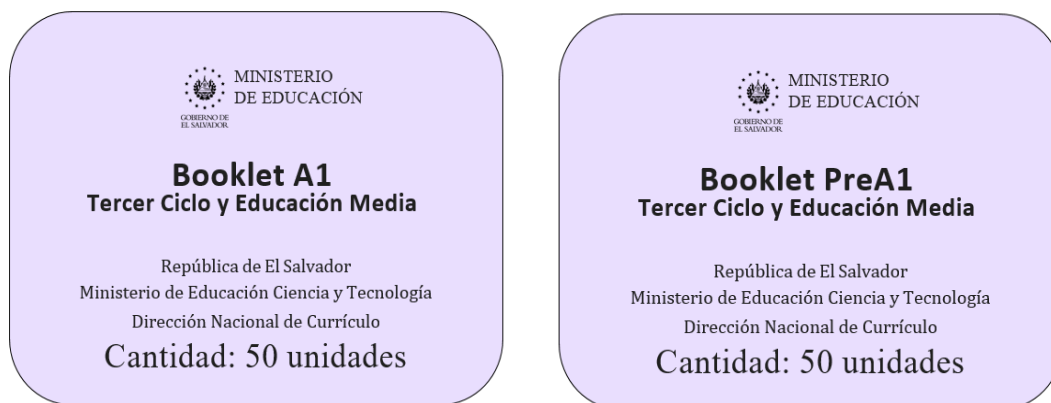 MINISTERIO
DE EDUCACIÓN
GOBIERNO DE
EL SALVADOR
Booklet A1
Tercer Ciclo y Educación Media
República de El Salvador
Ministerio de Educación Ciencia y Tecnología
Dirección Nacional de Currículo
Cantidad: 50 unidades
MINISTERIO
DE EDUCACIÓN
GOBIERNO DE
EL SALVADOR
Booklet PreA1
Tercer Ciclo y Educación Media
República de El Salvador
Ministerio de Educación Ciencia y Tecnología
Dirección Nacional de Currículo
Cantidad: 50 unidades